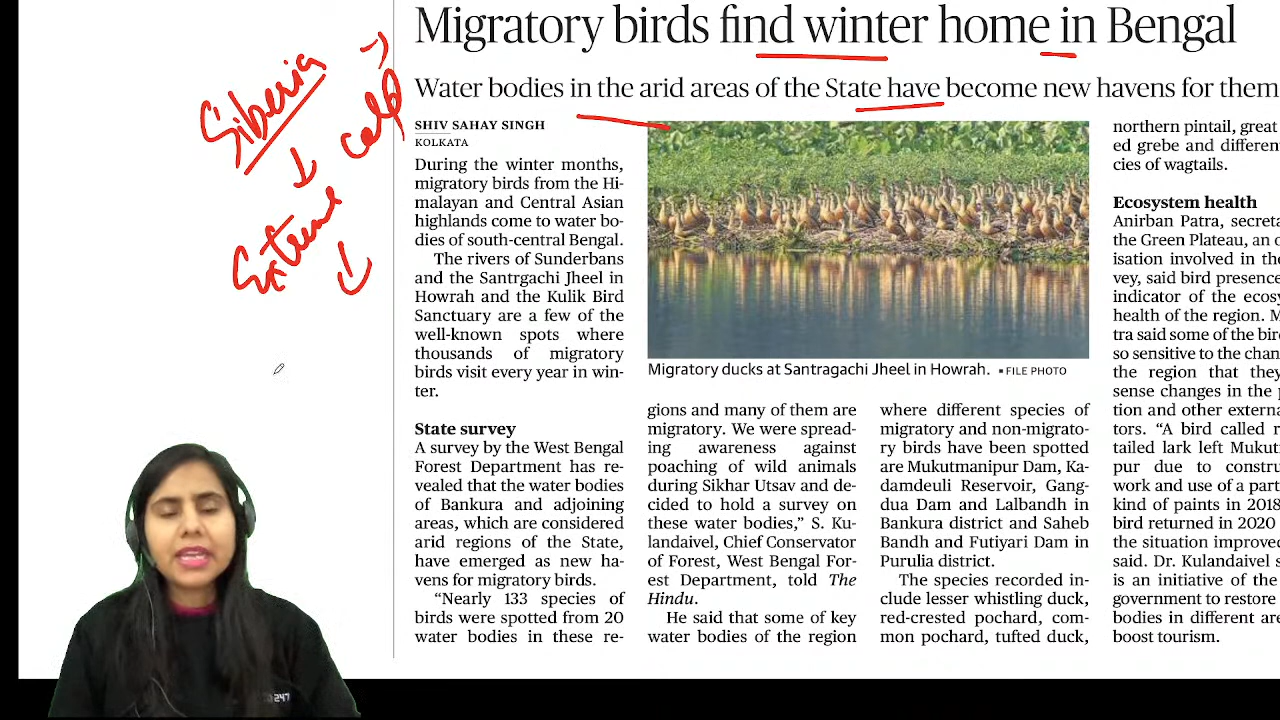 Migratory birds find winter home in Bengal
Water bodies in the arid areas of the State have become new havens for them
Siberia
cold
Extreme
SHIV SAHAY SINGH
KOLKATA
During the winter months,
migratory birds from the Hi-
malayan and Central Asian
highlands come to water bo-
dies of south-central Bengal.
The rivers of Sunderbans
and the Santrgachi Jheel in
Howrah and the Kulik Bird
Sanctuary are a few of the
well-known spots where
thousands of migratory
birds visit every year in win-
ter.
State survey
A survey by the West Bengal
Forest Department has re-
vealed that the water bodies
of Bankura and adjoining
areas, which are considered
arid regions of the State,
have emerged as new ha-
vens for migratory birds.
“Nearly 133 species of
birds were spotted from 20
water bodies in these re-
Migratory ducks at Santragachi Jheel in Howrah. ▪ FILE PHOTO
gions and many of them are
migratory. We were spread-
ing awareness against
poaching of wild animals
during Sikhar Utsav and de-
cided to hold a survey on
these water bodies,” S. Ku-
landaivel, Chief Conservator
of Forest, West Bengal For-
est Department, told The
Hindu.
He said that some of key
water bodies of the region
where different species of
migratory and non-migrato-
ry birds have been spotted
are Mukutmanipur Dam, Ka-
damdeuli Reservoir, Gang-
dua Dam and Lalbandh in
Bankura district and Saheb
Bandh and Futiyari Dam in
Purulia district.
The species recorded in-
clude lesser whistling duck,
red-crested pochard, com-
mon pochard, tufted duck,
northern pintail, great
ed grebe and different
cies of wagtails.
Ecosystem health
Anirban Patra, secreta
the Green Plateau, an o
isation involved in the
vey, said bird presence
indicator of the ecosy
health of the region. M
tra said some of the bir
so sensitive to the chan
the region that they
sense changes in the p
tion and other externa
tors. “A bird called r
tailed lark left Mukut
pur due to constru
work and use of a part
kind of paints in 2018
bird returned in 2020
the situation improve
said. Dr. Kulandaivel s
is an initiative of the
government to restore
bodies in different are
boost tourism.
247